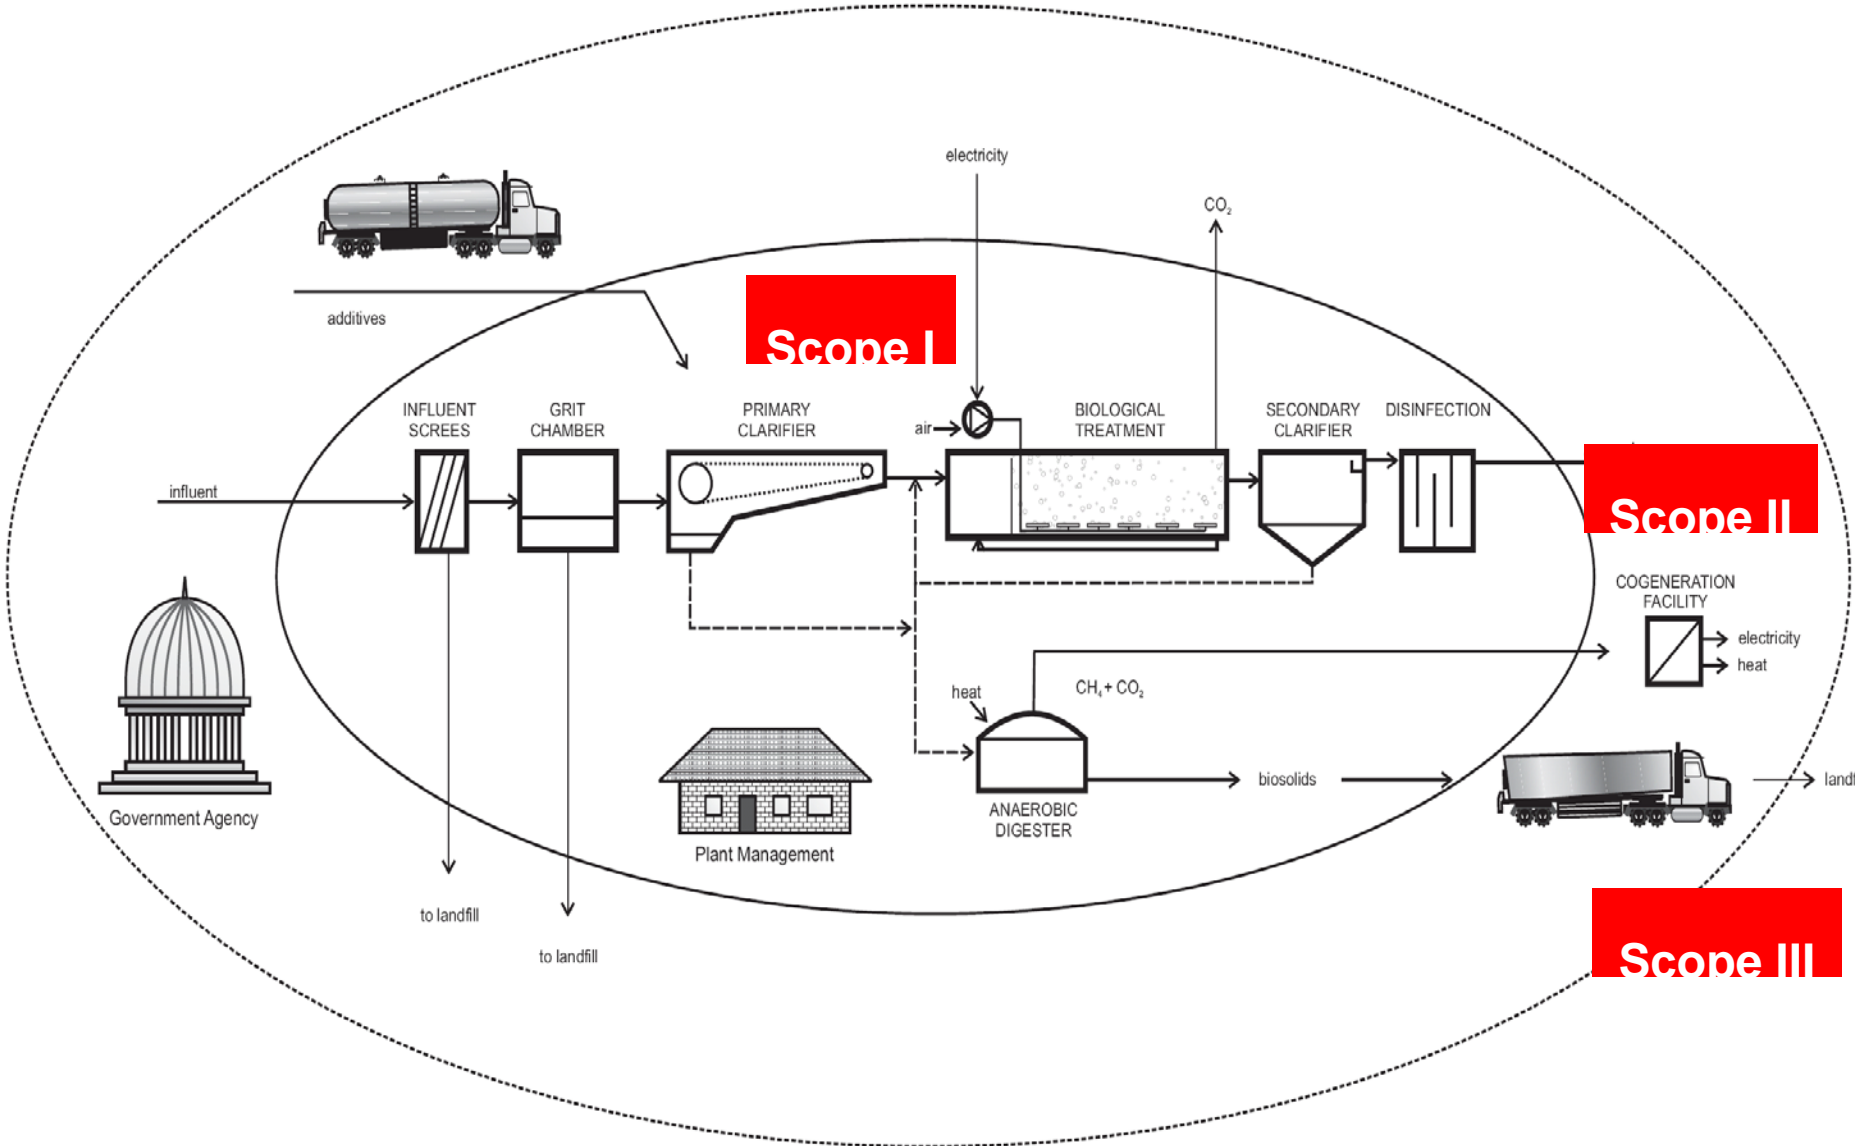 electricity
CO₂
additives
Scope I
INFLUENT
SCREES
GRIT
CHAMBER
PRIMARY
CLARIFIER
air
BIOLOGICAL
TREATMENT
SECONDARY
CLARIFIER
DISINFECTION
influent
Scope II
COGENERATION
FACILITY
electricity
heat
heat
CH₄ + CO₂
Government Agency
Plant Management
ANAEROBIC
DIGESTER
biosolids
landf
to landfill
to landfill
Scope III